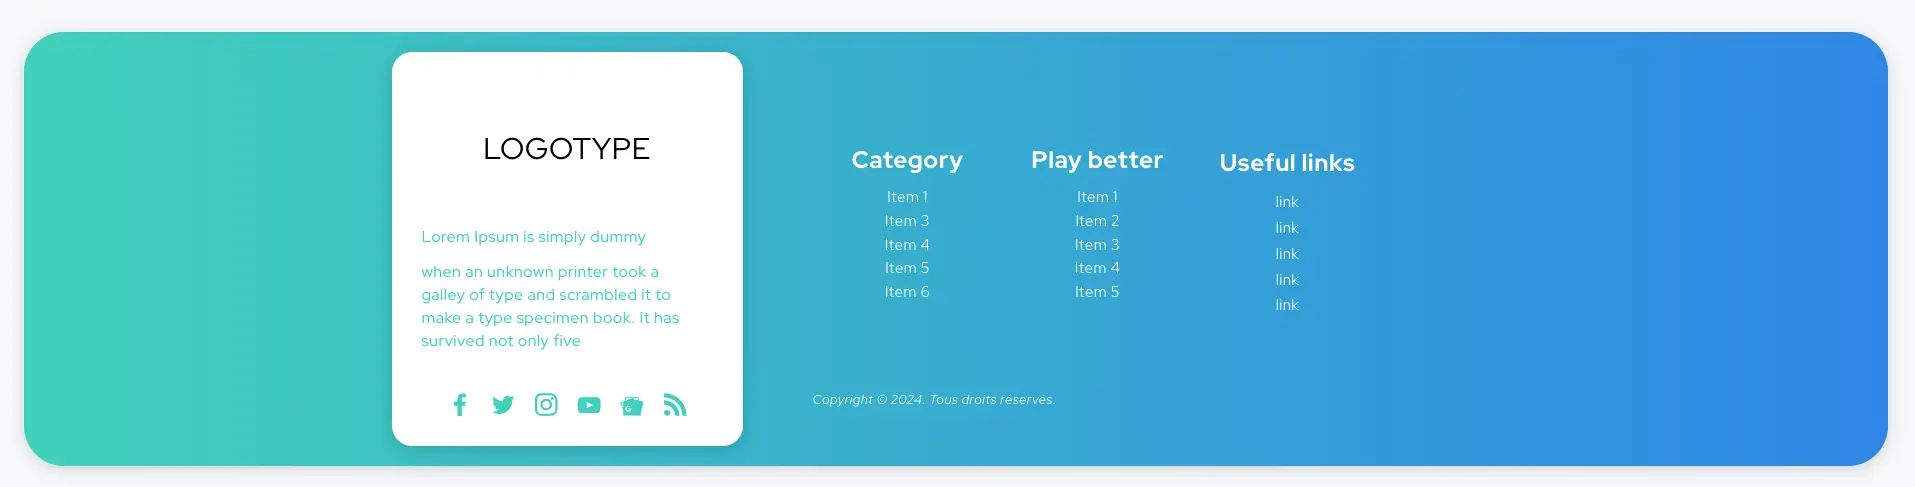 LOGOTYPE
Lorem Ipsum is simply dummy
when an unknown printer took a
galley of type and scrambled it to
make a type specimen book. It has
survived not only five
G
Category
Item 1
Item 3
Item 4
Item 5
Item 6
Play better
Item 1
Item 2
Item 3
Item 4
Item 5
Useful links
link
link
link
link
link
Copyright © 2024. Tous droits réservés.